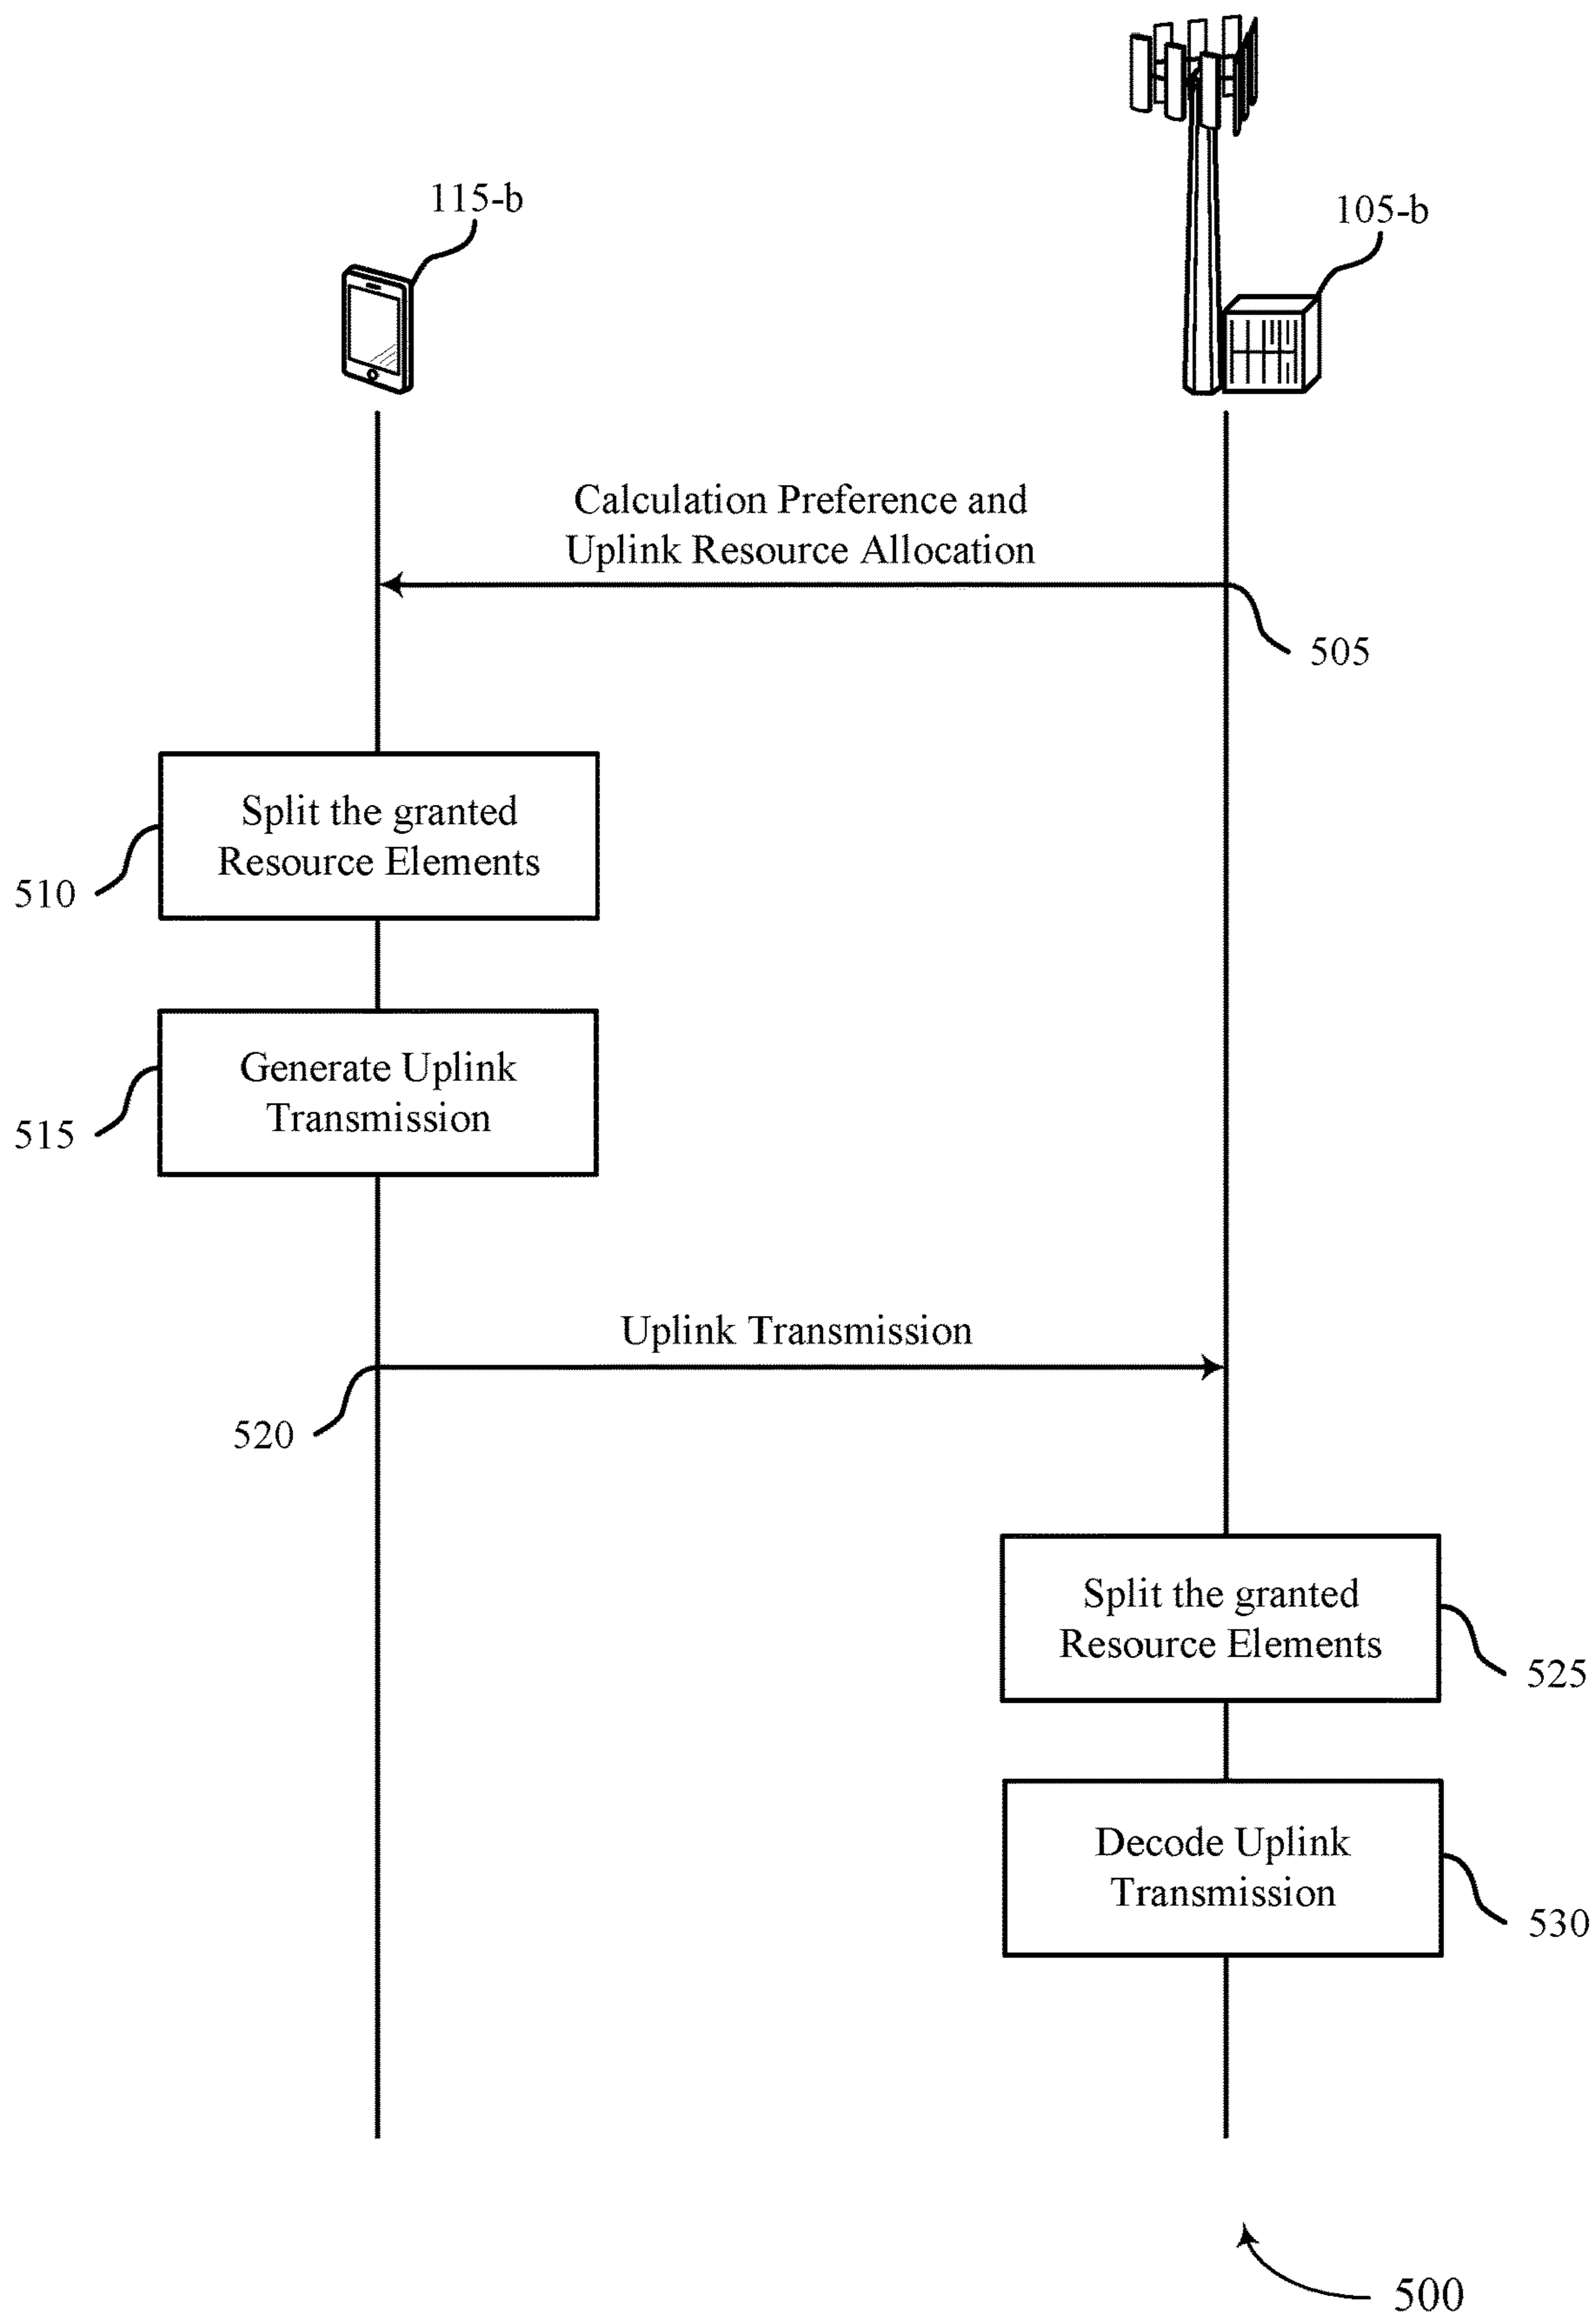 115-b
105-b
Calculation Preference and
Uplink Resource Allocation
505
Split the granted
Resource Elements
510
Generate Uplink
Transmission
515
Uplink Transmission
520
Split the granted
Resource Elements
525
Decode Uplink
Transmission
530
500